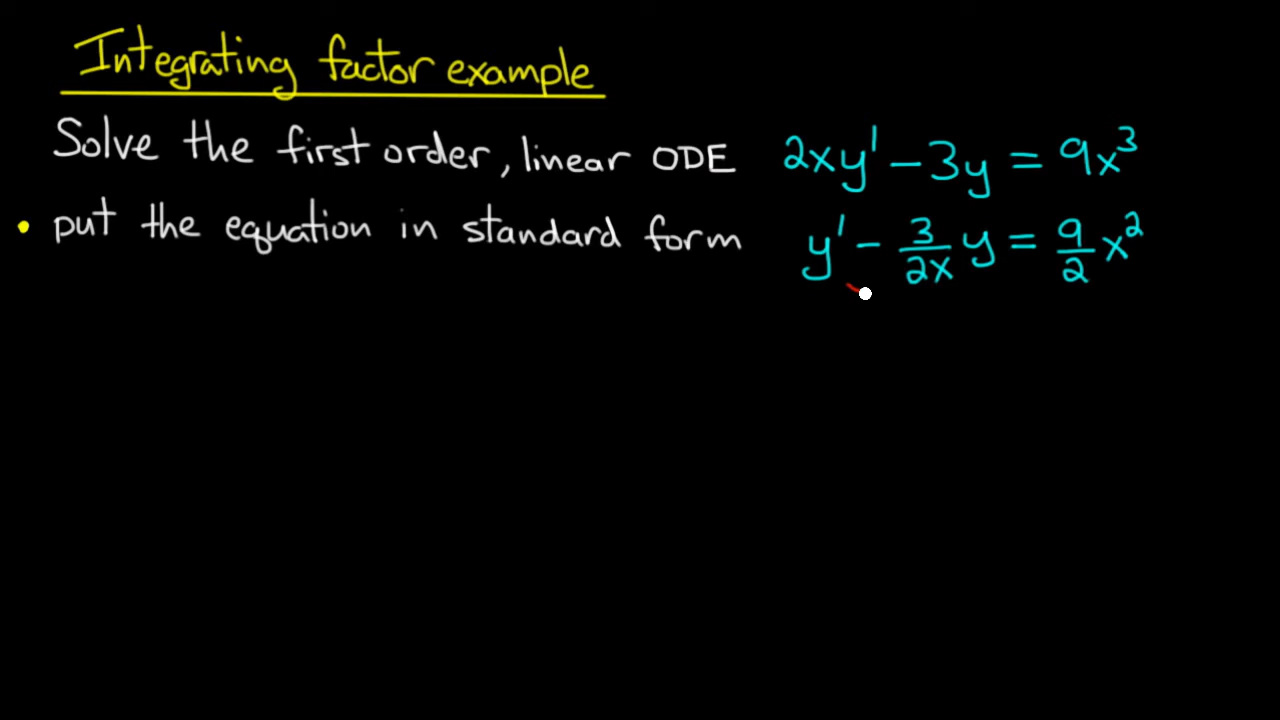 Integrating factor example
Solve the first order, linear ODE 2xy' - 3y = 9x³
• put the equation in standard form y' - 3/2x y = 9/2 x²